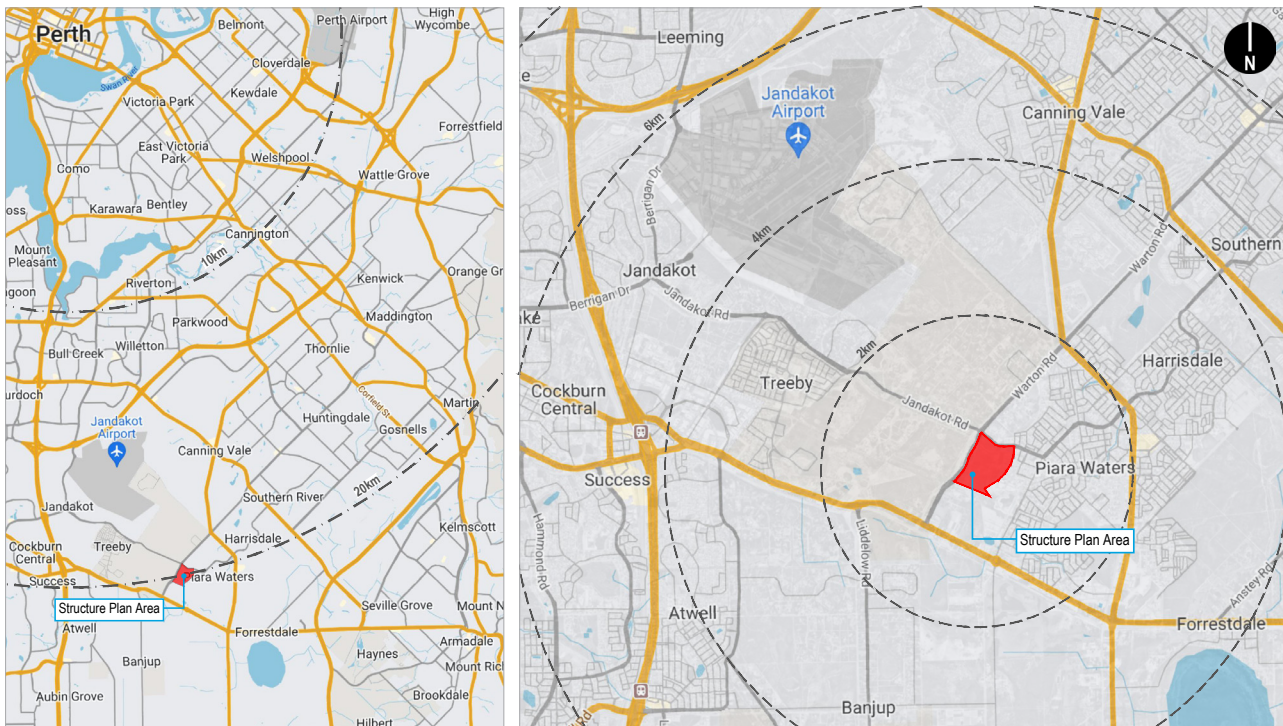 Perth
Belmont
Perth Airport
High
Wycombe
Cloverdale
Swan River
Kewdale
Victoria Park
Forrestfield
East Victoria
Park
Welshpool
Como
Wattle Grove
oss
Karawara
Bentley
Cannington
Mount
Pleasant
10km
Orange Gr
Kenwick
goon
Riverton
Maddington
Parkwood
Willetton
Bull Creek
Thornlie
urdoch
Corfield St
Martin
Huntingdale
Gosnells
Jandakot
Airport
Canning Vale
20km
Southern River
Jandakot
Kelmscott
Harrisdale
Cockburn
Central
Treeby
Success
Piara Waters
Structure Plan Area
Seville Grove
Mount N
Atwell
Forrestdale
Armadale
Banjup
Haynes
Mount Ric
Aubin Grove
Brookdale
Hilbert
Leeming
N
e
Jandakot
Airport
6km
Canning Vale
Berrigan Dr
4km
Warton Rd
Southern
Jandakot
Berrigan Dr
Jandakot Rd
ake
2km
Harrisdale
Treeby
Warton Rd
Cockburn
Central
Jandakot Rd
Piara Waters
Success
Structure Plan Area
Hammond Rd
Liddelow Rd
Anstey Rd
Atwell
Forrestdale
Banjup
Rd